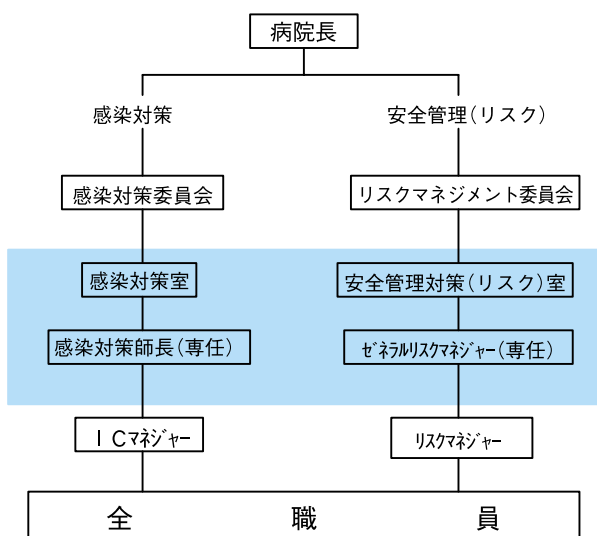 病院長
感染対策
安全管理(リスク)
感染対策委員会
リスクマネジメント委員会
感染対策室
安全管理対策(リスク)室
感染対策師長(専任)
ｾﾞﾈﾗﾙﾘｽｸﾏﾈｼﾞｬー(専任)
ＩＣﾏﾈｼﾞｬー
ﾘｽｸﾏﾈｼﾞｬー
全職員